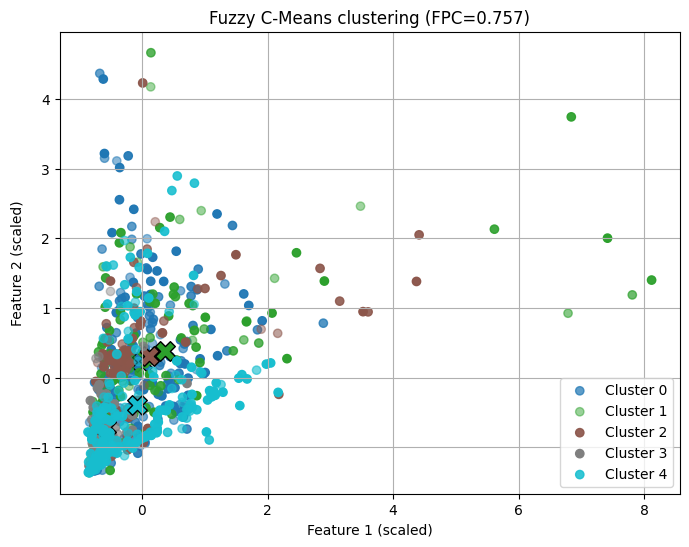 Fuzzy C-Means clustering (FPC=0.757)
4
3
2
1
0
−1
Feature 2 (scaled)
0 2 4 6 8
Feature 1 (scaled)
Cluster 0
Cluster 1
Cluster 2
Cluster 3
Cluster 4